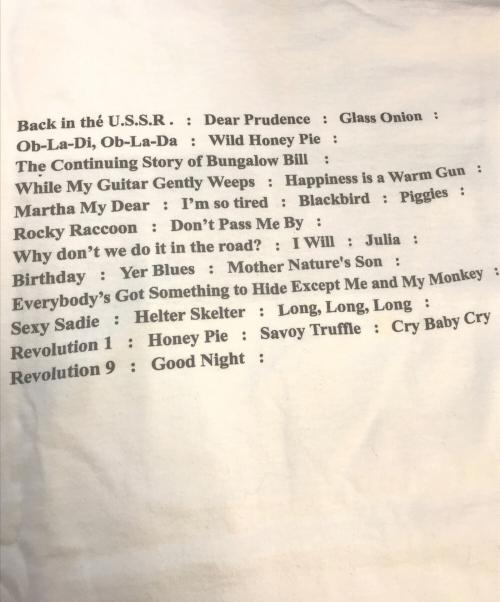 Back in thé U.S.S.R . : Dear Prudence : Glass Onion :
Ob-La-Di, Ob-La-Da : Wild Honey Pie :
The Continuing Story of Bungalow Bill :
While My Guitar Gently Weeps : Happiness is a Warm Gun :
Martha My Dear : I'm so tired : Blackbird : Piggles :
Rocky Raccoon : Don't Pass Me By :
Why don't we do it in the road? : I Will : Julia :
Birthday : Yer Blues : Mother Nature's Son :
Everybody's Got Something to Hide Except Me and My Monkey :
Sexy Sadie : Helter Skelter : Long, Long, Long :
Revolution 1 : Honey Pie : Savoy Truffle : Cry Baby Cry
Revolution 9 : Good Night :